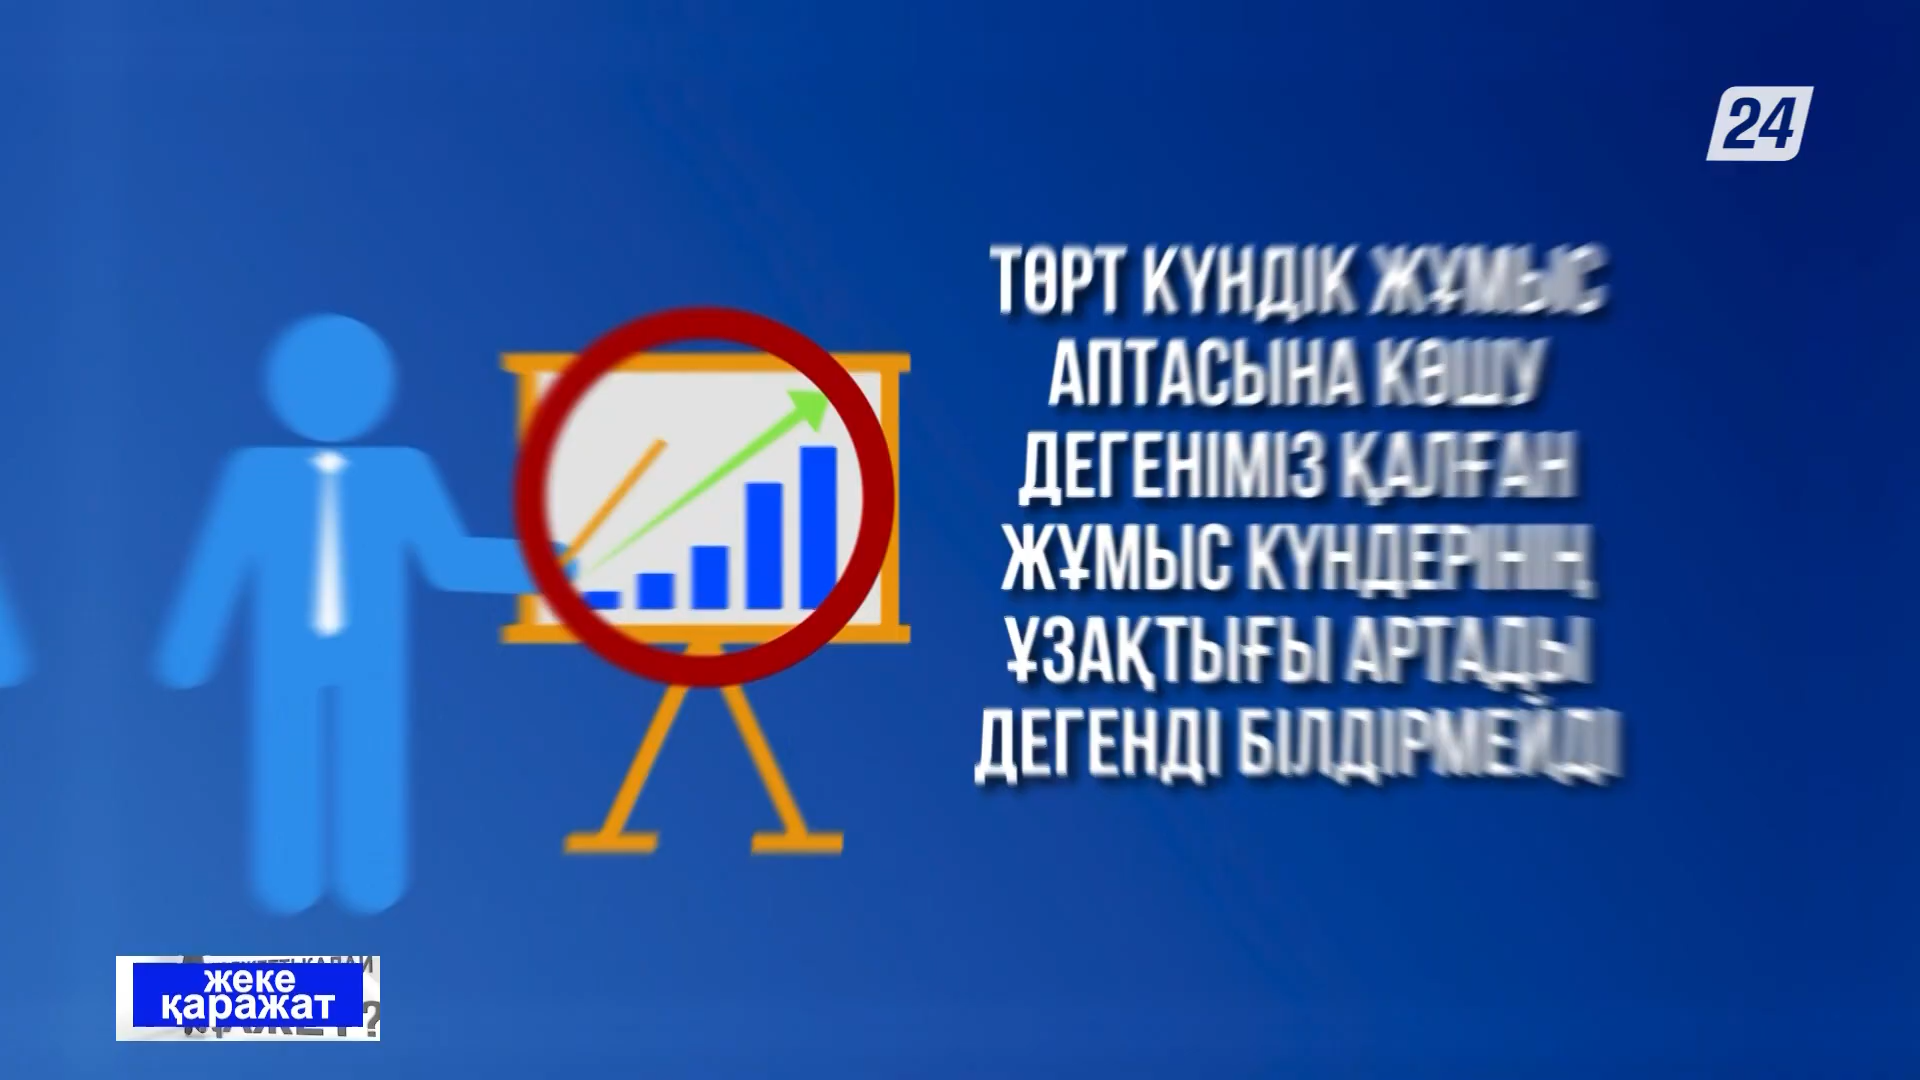 24
ТӨРТ КҮНДІК ЖҰМЫС
АПТАСЫНА КӨШУ
ДЕГЕНІМІЗ ҚАЛҒАН
ЖҰМЫС КҮНДЕРІНІҢ
ҰЗАҚТЫҒЫ АРТАДЫ
ДЕГЕНДІ БІЛДІРМЕЙДІ
жеке
қаражат